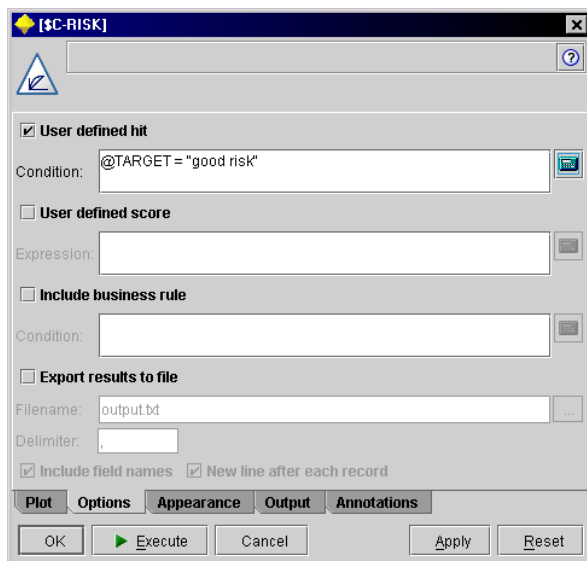 [$C-RISK]
User defined hit
Condition: @TARGET = "good risk"
User defined score
Expression:
Include business rule
Condition:
Export results to file
Filename: output.txt ...
Delimiter: ,
Include field names New line after each record
Plot Options Appearance Output Annotations
OK Execute Cancel Apply Reset